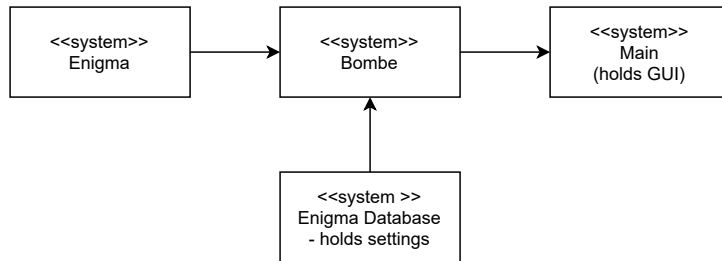 <<system>>
Enigma
<<system>>
Bombe
<<system>>
Main
(holds GUI)
<<system >>
Enigma Database
- holds settings